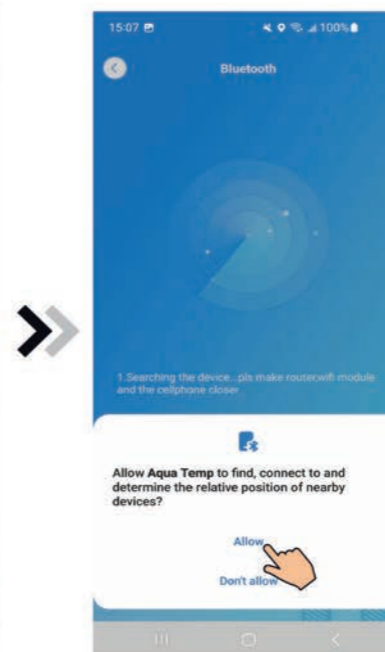 15:07 100%
Bluetooth
1.Searching the device...pls make router,wifi module
and the cellphone closer
Allow Aqua Temp to find, connect to and
determine the relative position of nearby
devices?
Allow
Don't allow